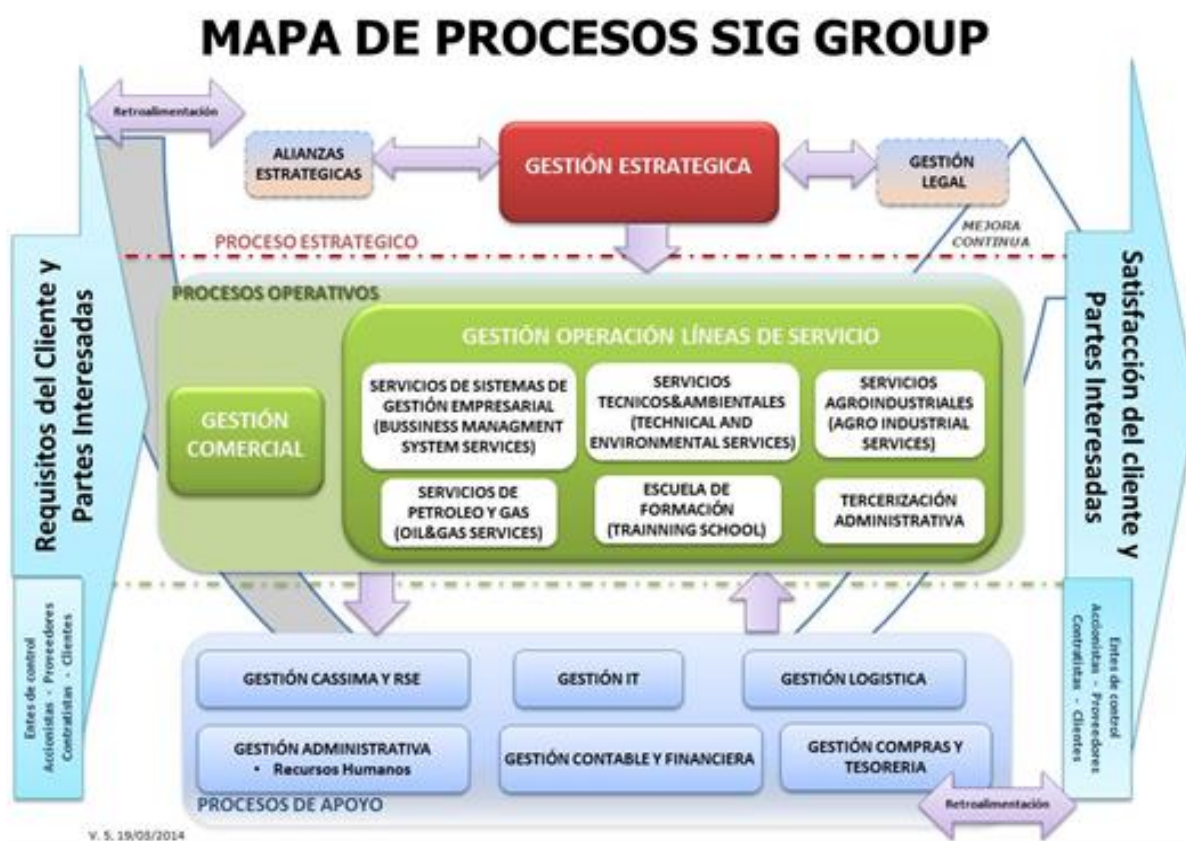 MAPA DE PROCESOS SIG GROUP
Retroalimentación
ALIANZAS
ESTRATEGICAS
GESTIÓN ESTRATEGICA
GESTIÓN
LEGAL
MEJORA
CONTINUA
PROCESO ESTRATEGICO
Requisitos del Cliente y
Partes Interesadas
PROCESOS OPERATIVOS
GESTIÓN OPERACIÓN LÍNEAS DE SERVICIO
GESTIÓN
COMERCIAL
SERVICIOS DE SISTEMAS DE
GESTIÓN EMPRESARIAL
(BUSSINESS MANAGMENT
SYSTEM SERVICES)
SERVICIOS
TECNICOS&AMBIENTALES
(TECHNICAL AND
ENVIRONMENTAL SERVICES)
SERVICIOS
AGROINDUSTRIALES
(AGRO INDUSTRIAL
SERVICES)
SERVICIOS DE
PETROLEO Y GAS
(OIL&GAS SERVICES)
ESCUELA DE
FORMACIÓN
(TRAINNING SCHOOL)
TERCERIZACIÓN
ADMINISTRATIVA
Satisfacción del cliente y
Partes Interesadas
Entes de control
Accionistas - Proveedores
Contratistas - Clientes
GESTIÓN CASSIMA Y RSE
GESTIÓN IT
GESTIÓN LOGISTICA
GESTIÓN ADMINISTRATIVA
• Recursos Humanos
GESTIÓN CONTABLE Y FINANCIERA
GESTIÓN COMPRAS Y
TESORERIA
PROCESOS DE APOYO
Retroalimentación
Entes de control
Accionistas - Proveedores
Contratistas - Clientes
V. 5, 19/03/2014